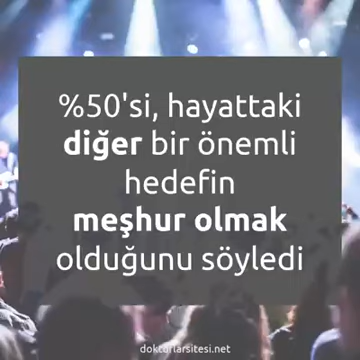 %50'si, hayattaki
diğer bir önemli
hedefin
meşhur olmak
olduğunu söyledi
doktorlarsitesi.net